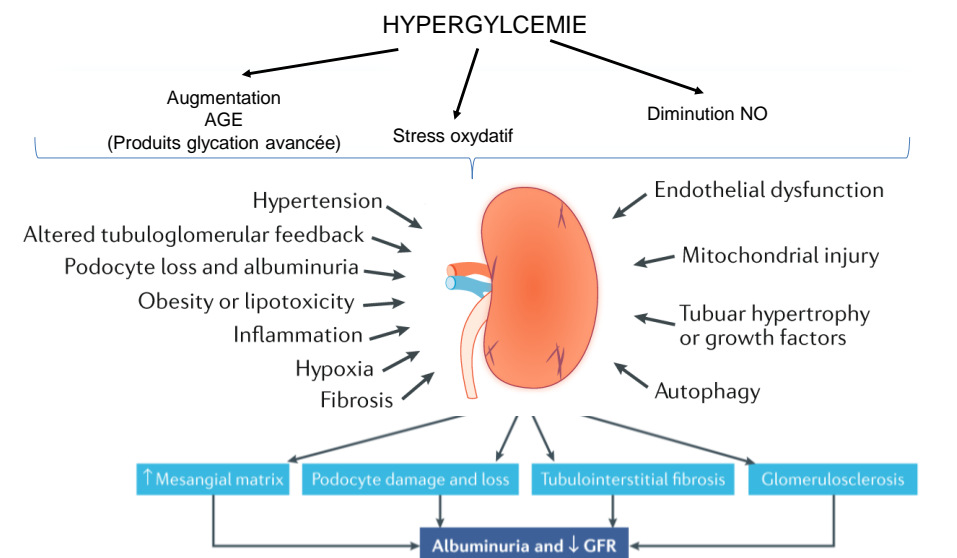 HYPERGYLCEMIE
Augmentation
AGE
(Produits glycation avancée)
Stress oxydatif
Diminution NO
Hypertension
Altered tubuloglomerular feedback
Podocyte loss and albuminuria
Obesity or lipotoxicity
Inflammation
Hypoxia
Fibrosis
Endothelial dysfunction
Mitochondrial injury
Tubuar hypertrophy
or growth factors
Autophagy
↑ Mesangial matrix
Podocyte damage and loss
Tubulointerstitial fibrosis
Glomerulosclerosis
Albuminuria and ↓ GFR